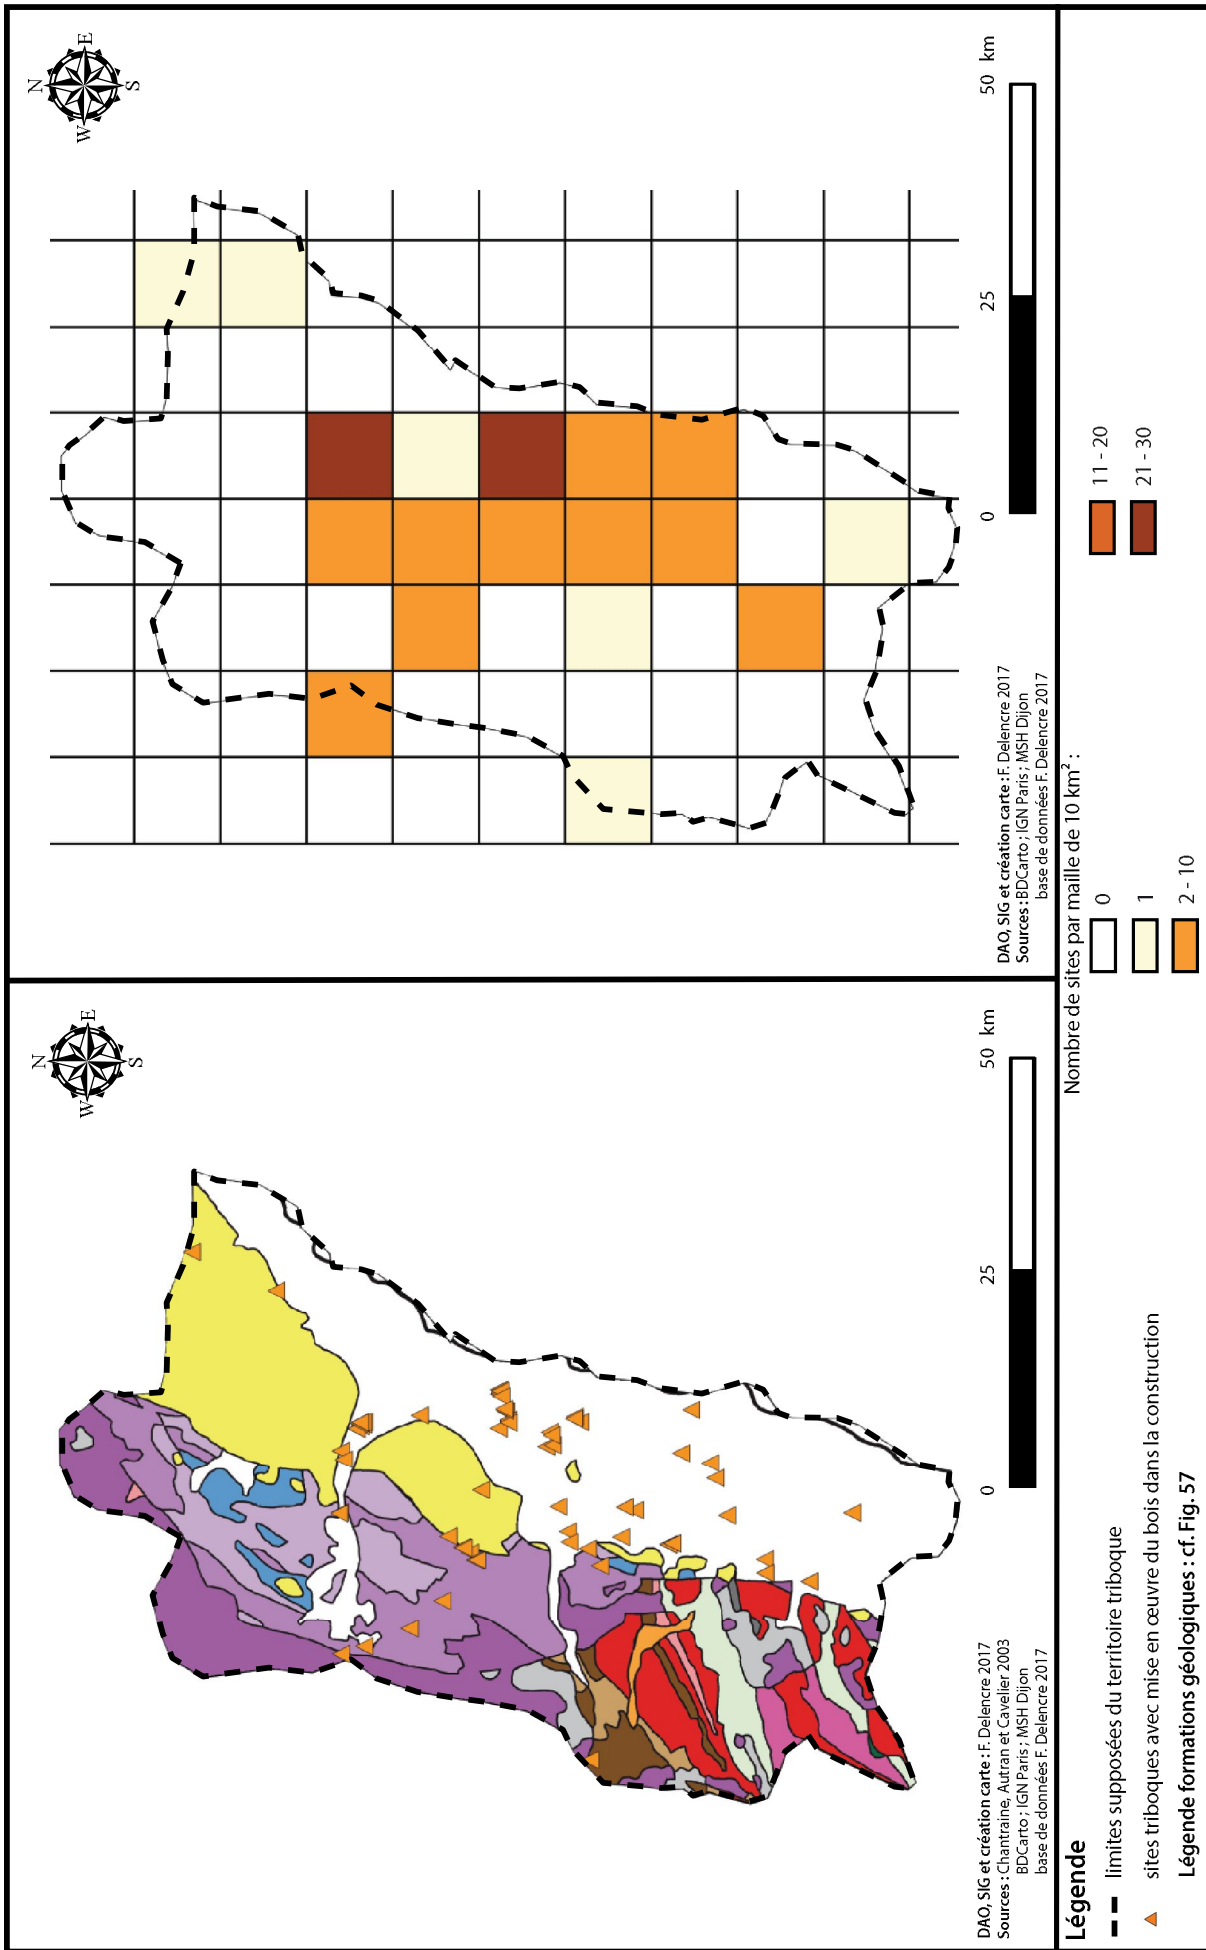 N
E
S
W
50 km
25
0
DAO, SIG et création carte : F. Delencre 2017
Sources : Chantraine, Autran et Cavelier 2003
BDCarto ; IGN Paris ; MSH Dijon
base de données F. Delencre 2017
N
E
S
W
50 km
25
0
DAO, SIG et création carte : F. Delencre 2017
Sources : BDCarto ; IGN Paris ; MSH Dijon
base de données F. Delencre 2017
Légende
limites supposées du territoire triboque
sites triboques avec mise en œuvre du bois dans la construction
Légende formations géologiques : cf. Fig. 57
Nombre de sites par maille de 10 km² :
0
1
2 - 10
11 - 20
21 - 30